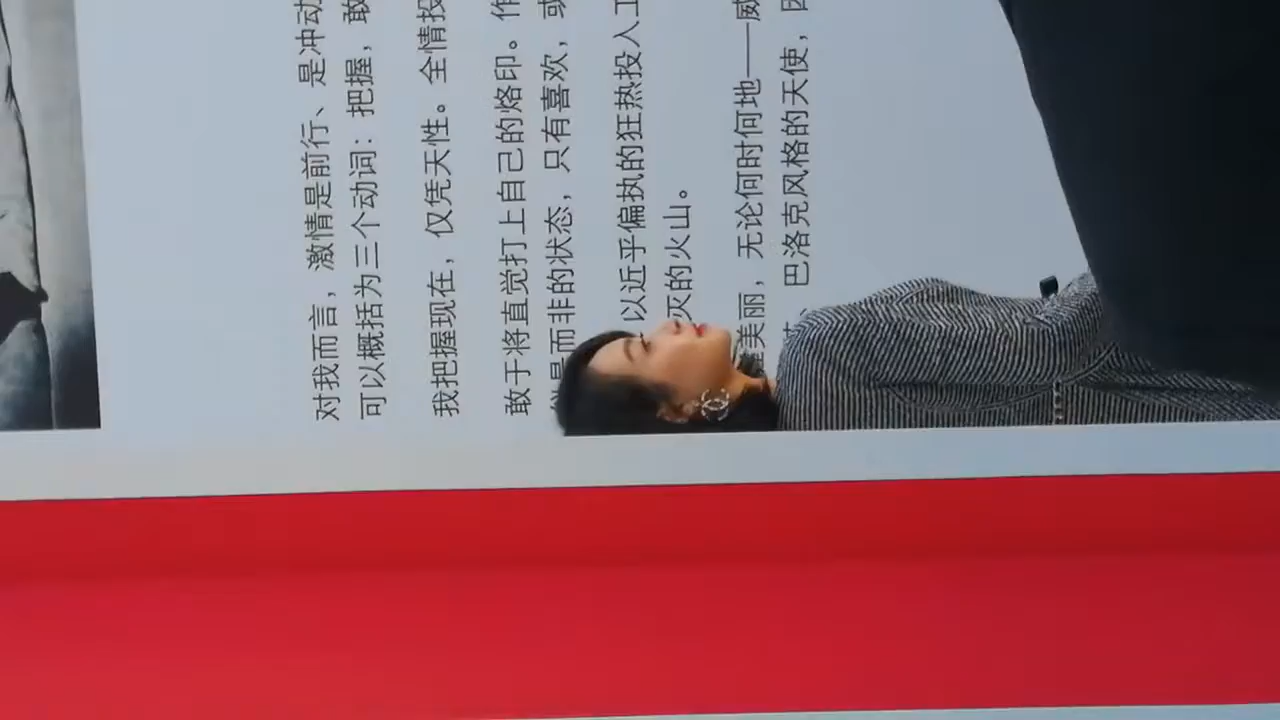 对我而言，激情是前行、是冲动
可以概括为三个动词：把握，敢
我把握现在，仅凭天性。全情投
敢于将直觉打上自己的烙印。作
是而非的状态，只有喜欢，或
以近乎偏执的狂热投入工
灭的火山。
美丽，无论何时何地——威
巴洛克风格的天使，因